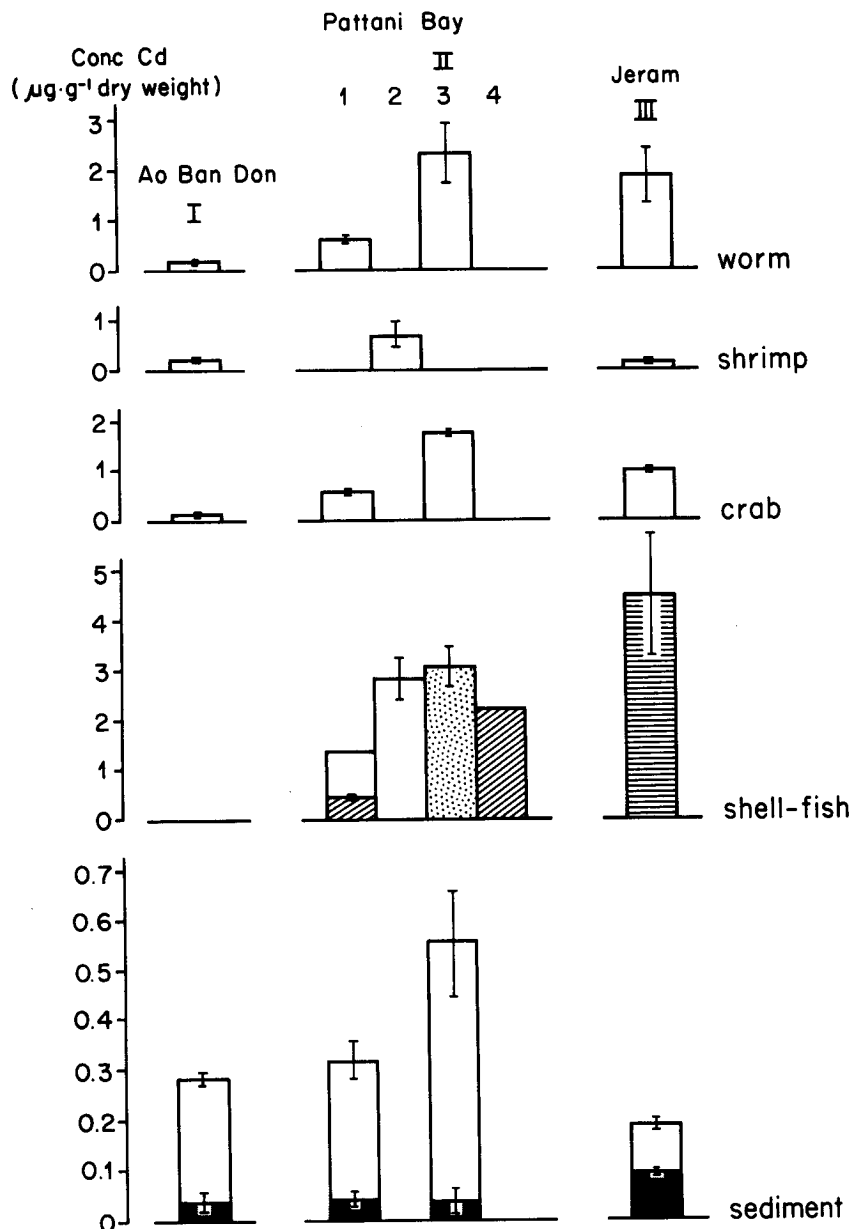 Pattani Bay
II
1 2 3 4
Conc Cd
(µg·g⁻¹ dry weight)
Jeram
III
Ao Ban Don
I
3
2
1
0
worm
1
0
shrimp
2
1
0
crab
5
4
3
2
1
0
shell-fish
0.7
0.6
0.5
0.4
0.3
0.2
0.1
0
sediment